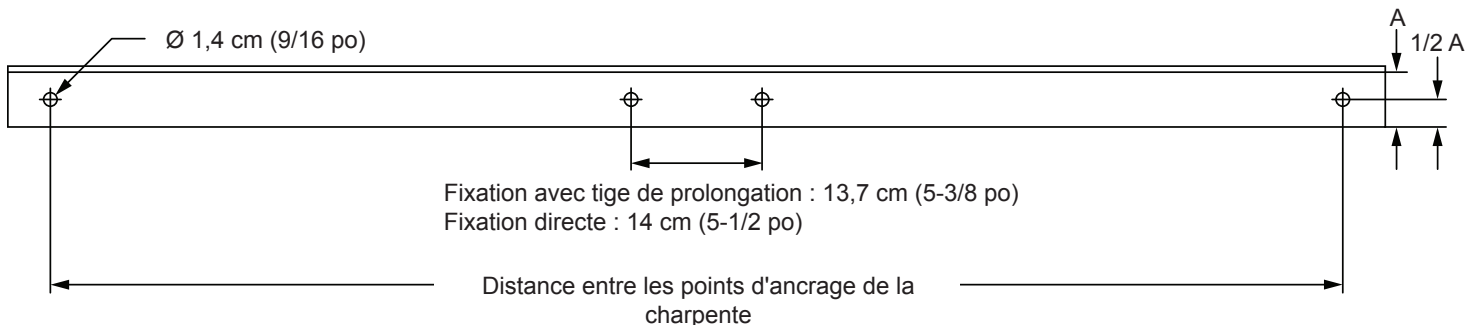 Ø 1,4 cm (9/16 po)
A
1/2 A
Fixation avec tige de prolongation : 13,7 cm (5-3/8 po)
Fixation directe : 14 cm (5-1/2 po)
Distance entre les points d'ancrage de la
charpente